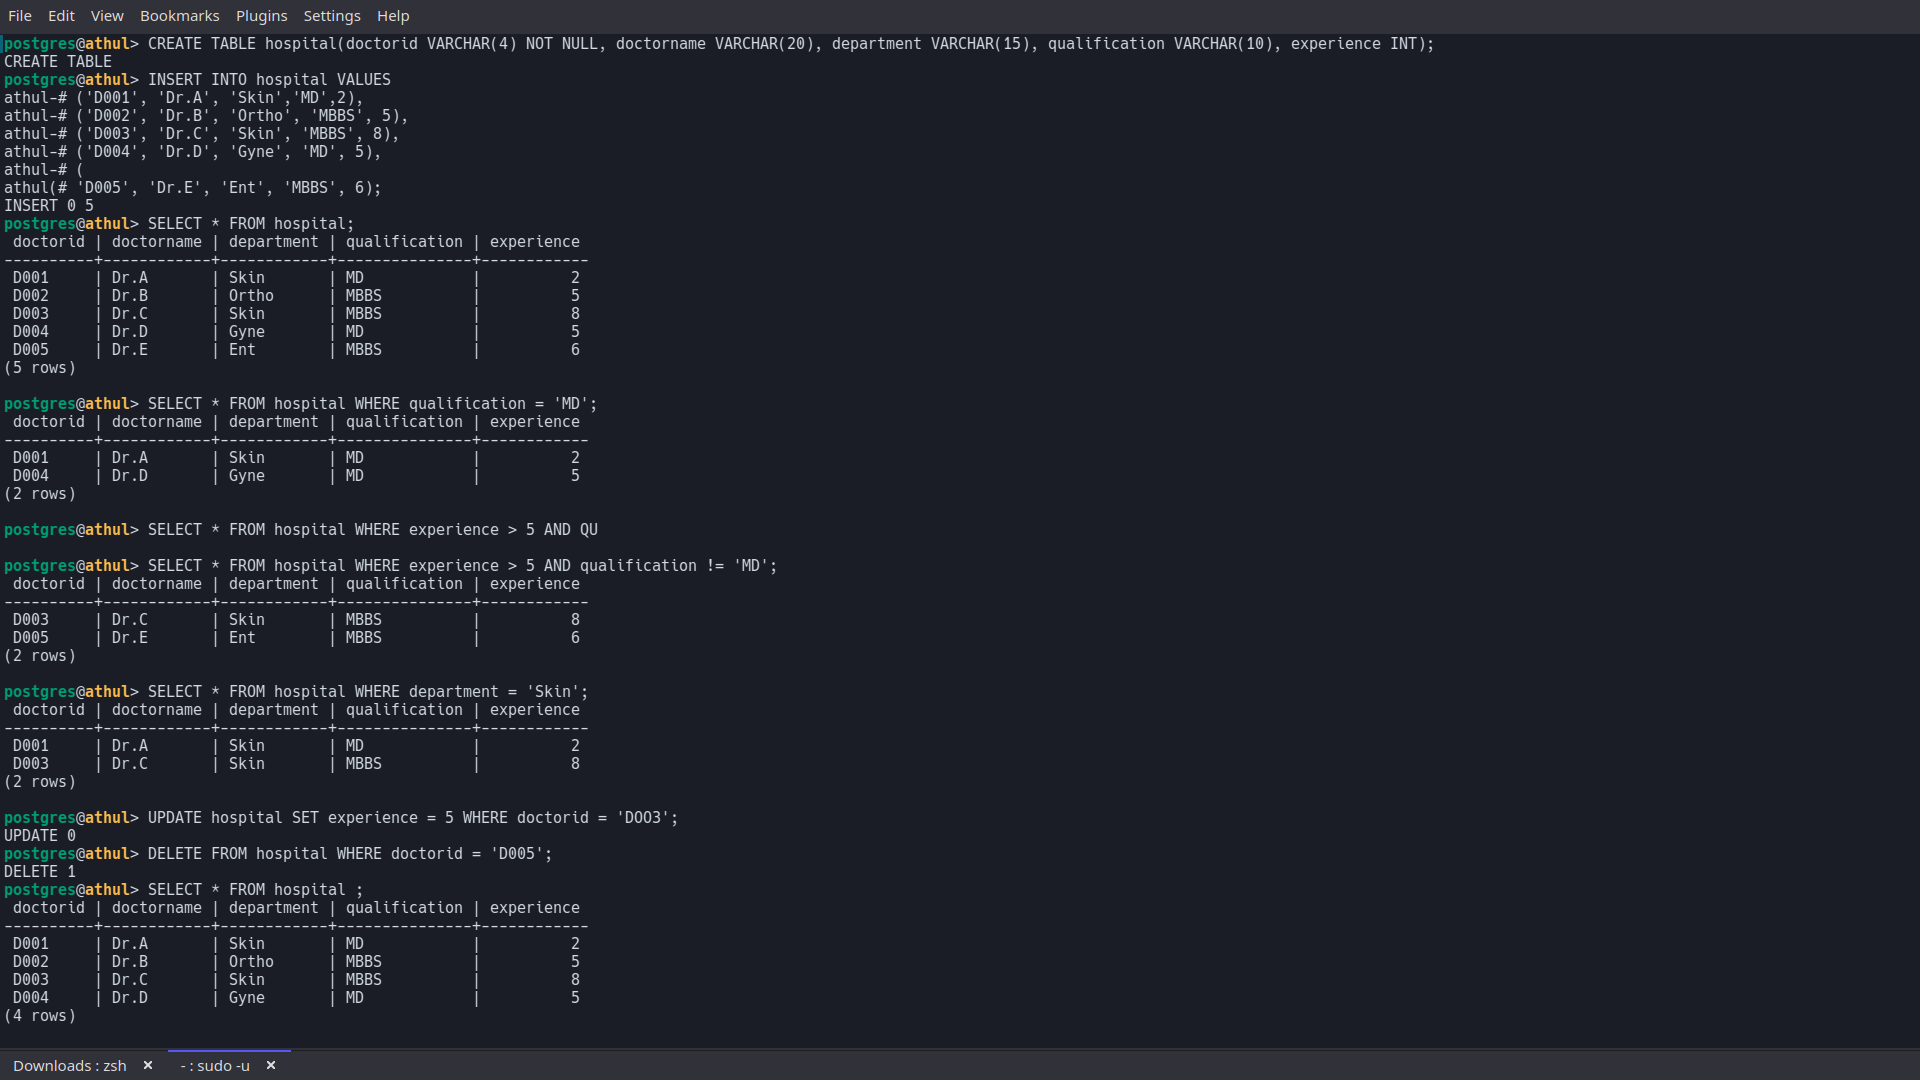 File Edit View Bookmarks Plugins Settings Help
postgres@athul> CREATE TABLE hospital(doctorid VARCHAR(4) NOT NULL, doctorname VARCHAR(20), department VARCHAR(15), qualification VARCHAR(10), experience INT);
CREATE TABLE
postgres@athul> INSERT INTO hospital VALUES
athul-# ('D001', 'Dr.A', 'Skin','MD',2),
athul-# ('D002', 'Dr.B', 'Ortho', 'MBBS', 5),
athul-# ('D003', 'Dr.C', 'Skin', 'MBBS', 8),
athul-# ('D004', 'Dr.D', 'Gyne', 'MD', 5),
athul-# (
athul(# 'D005', 'Dr.E', 'Ent', 'MBBS', 6);
INSERT 0 5
postgres@athul> SELECT * FROM hospital;
 doctorid | doctorname | department | qualification | experience
----------+------------+------------+---------------+------------
 D001     | Dr.A       | Skin       | MD            |          2
 D002     | Dr.B       | Ortho      | MBBS          |          5
 D003     | Dr.C       | Skin       | MBBS          |          8
 D004     | Dr.D       | Gyne       | MD            |          5
 D005     | Dr.E       | Ent        | MBBS          |          6
(5 rows)
postgres@athul> SELECT * FROM hospital WHERE qualification = 'MD';
 doctorid | doctorname | department | qualification | experience
----------+------------+------------+---------------+------------
 D001     | Dr.A       | Skin       | MD            |          2
 D004     | Dr.D       | Gyne       | MD            |          5
(2 rows)
postgres@athul> SELECT * FROM hospital WHERE experience > 5 AND QU
postgres@athul> SELECT * FROM hospital WHERE experience > 5 AND qualification != 'MD';
 doctorid | doctorname | department | qualification | experience
----------+------------+------------+---------------+------------
 D003     | Dr.C       | Skin       | MBBS          |          8
 D005     | Dr.E       | Ent        | MBBS          |          6
(2 rows)
postgres@athul> SELECT * FROM hospital WHERE department = 'Skin';
 doctorid | doctorname | department | qualification | experience
----------+------------+------------+---------------+------------
 D001     | Dr.A       | Skin       | MD            |          2
 D003     | Dr.C       | Skin       | MBBS          |          8
(2 rows)
postgres@athul> UPDATE hospital SET experience = 5 WHERE doctorid = 'DOO3';
UPDATE 0
postgres@athul> DELETE FROM hospital WHERE doctorid = 'D005';
DELETE 1
postgres@athul> SELECT * FROM hospital ;
 doctorid | doctorname | department | qualification | experience
----------+------------+------------+---------------+------------
 D001     | Dr.A       | Skin       | MD            |          2
 D002     | Dr.B       | Ortho      | MBBS          |          5
 D003     | Dr.C       | Skin       | MBBS          |          8
 D004     | Dr.D       | Gyne       | MD            |          5
(4 rows)
Downloads : zsh × - : sudo -u ×